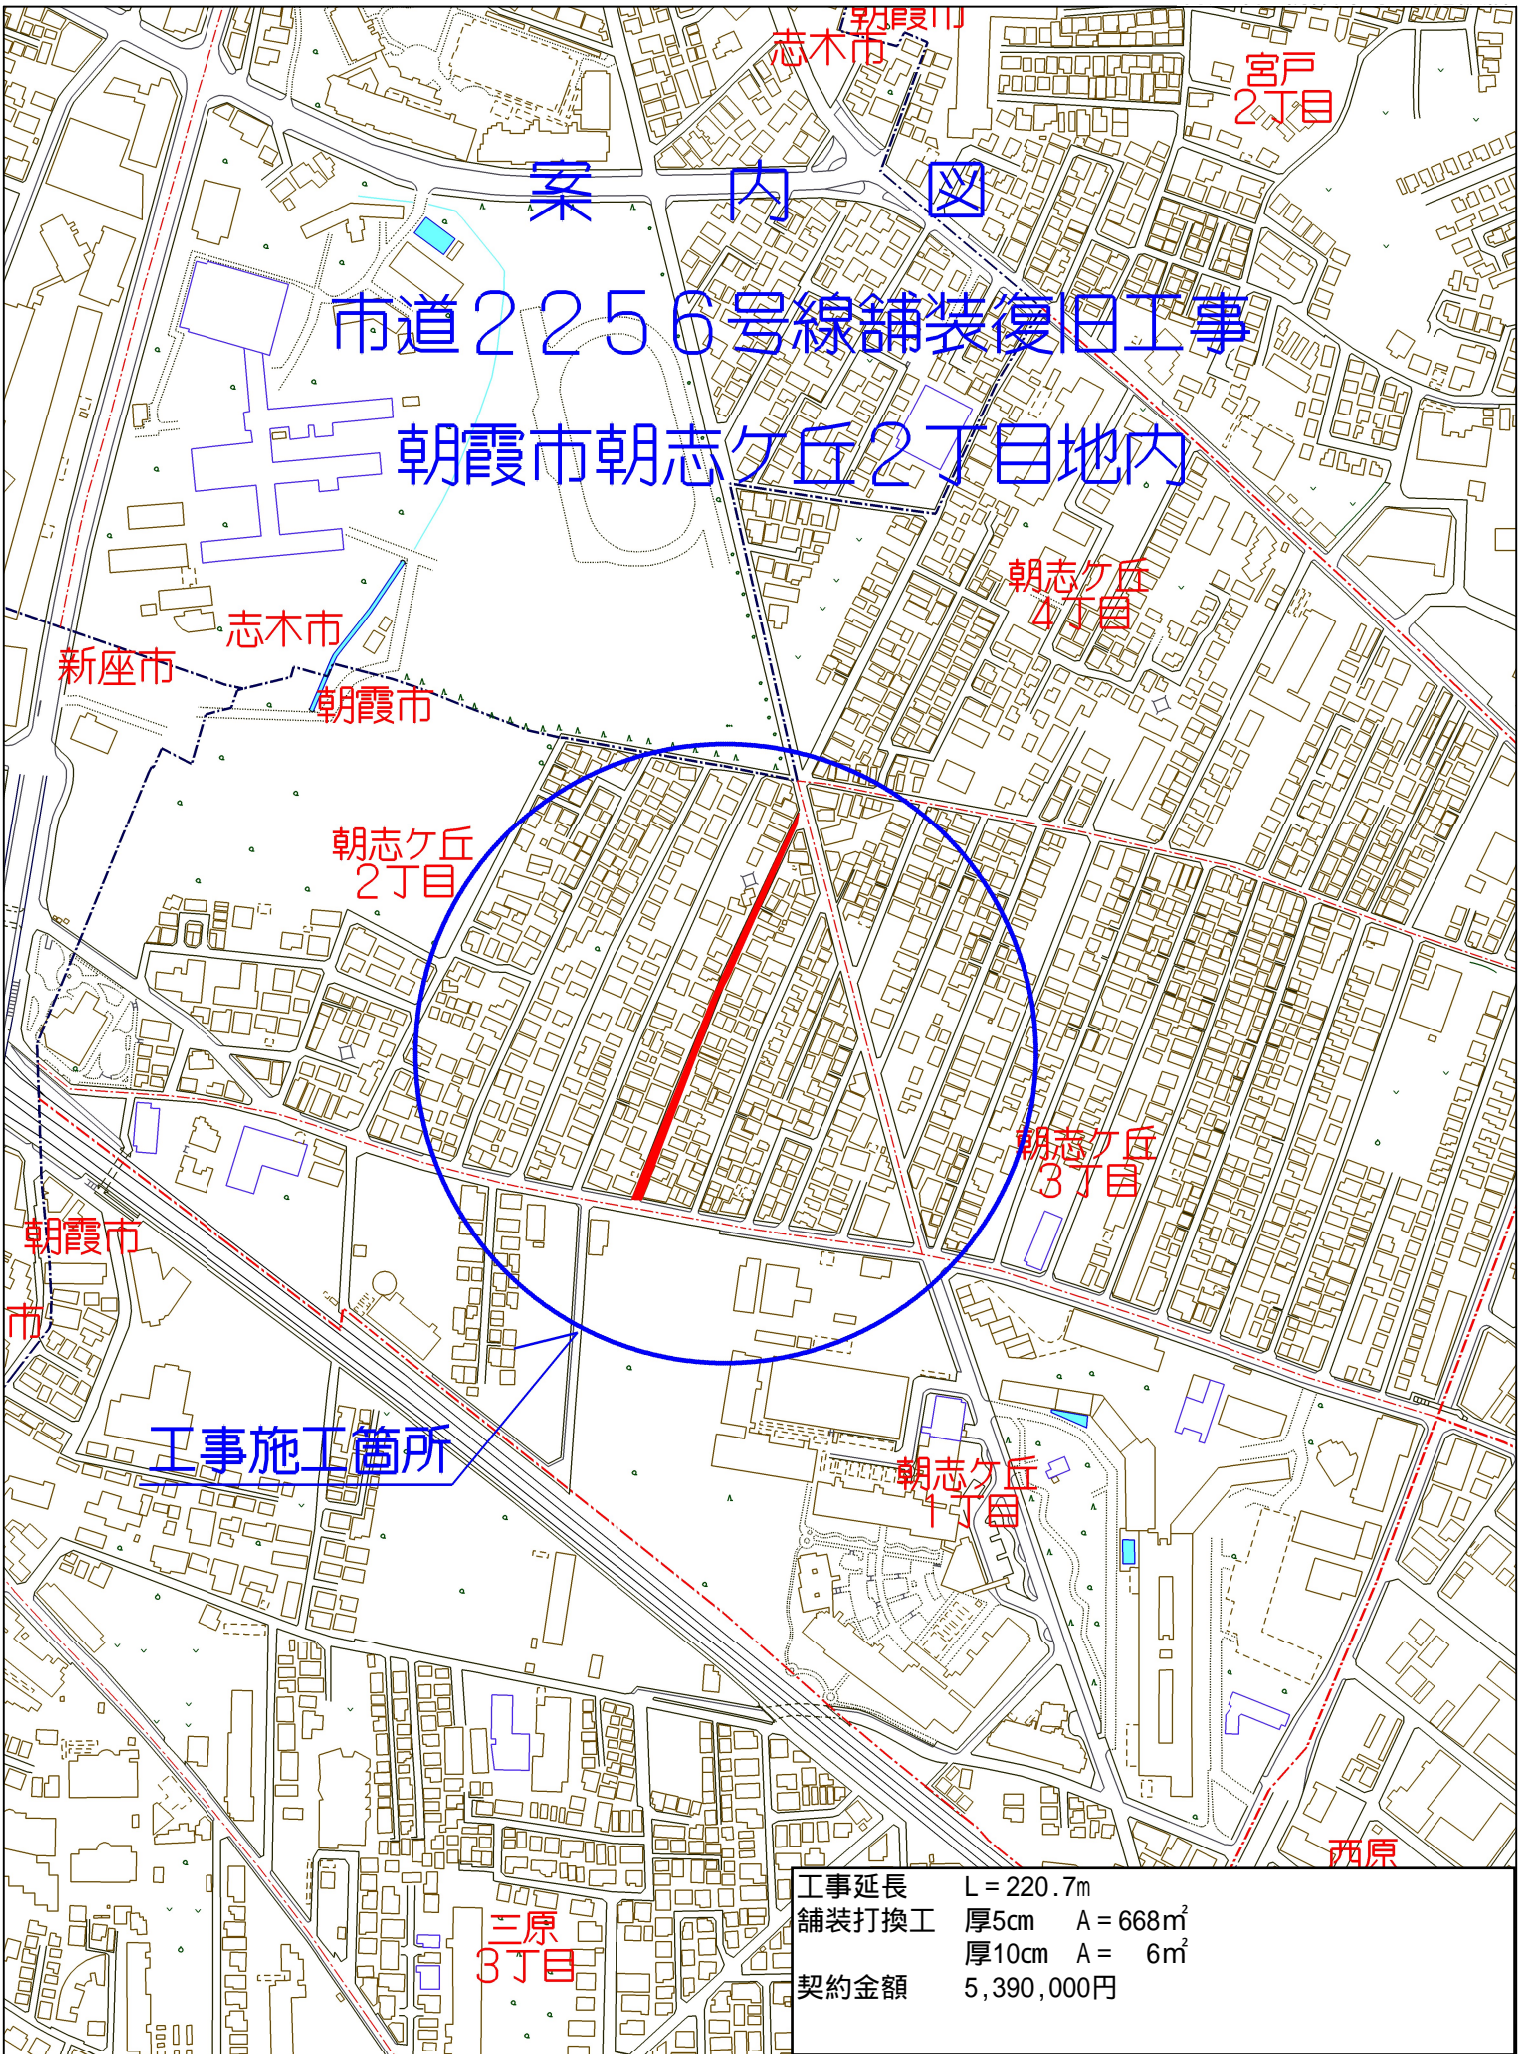 朝霞市
志木市
宮戸
2丁目
案内図
市道2256号線舗装復旧工事
朝霞市朝志ケ丘2丁目地内
朝志ケ丘
4丁目
志木市
新座市
朝霞市
朝志ケ丘
2丁目
朝志ケ丘
3丁目
朝霞市
市
工事施工箇所
朝志ケ丘
1丁目
西原
三原
3丁目
工事延長 L=220.7m
舗装打換工 厚5cm A=668㎡
厚10cm A= 6㎡
契約金額 5,390,000円